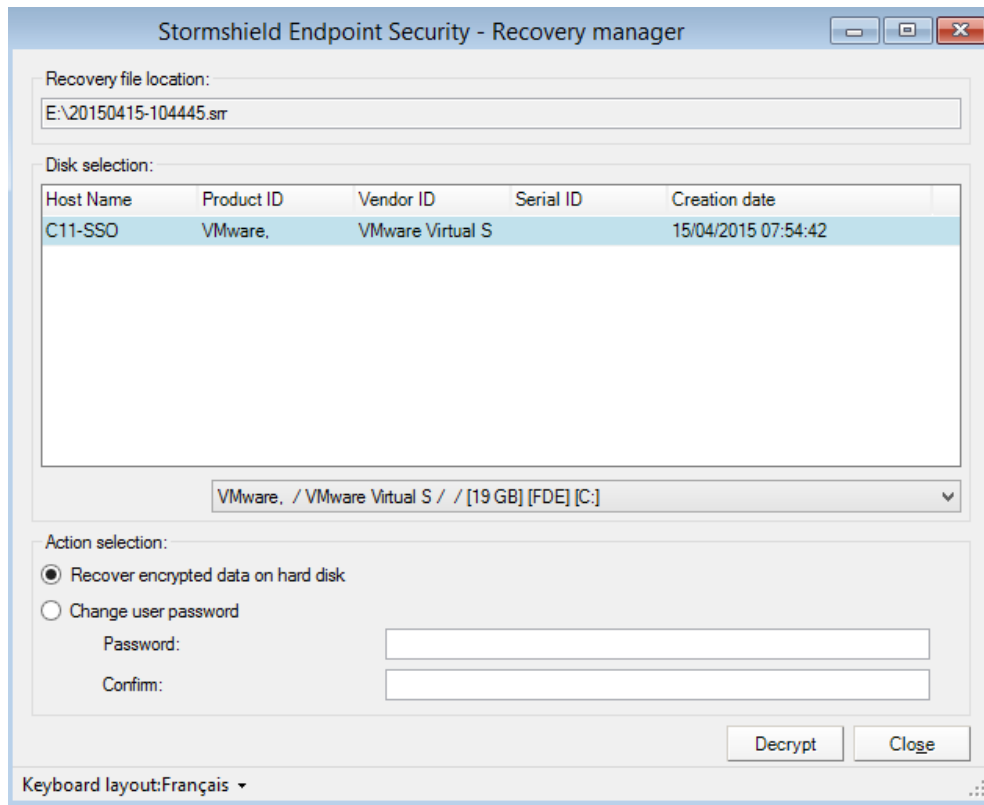 Stormshield Endpoint Security - Recovery manager
Recovery file location:
E:\20150415-104445.srr
Disk selection:
Host Name Product ID Vendor ID Serial ID Creation date
C11-SSO VMware, VMware Virtual S 15/04/2015 07:54:42
VMware, / VMware Virtual S / / [19 GB] [FDE] [C:]
Action selection:
Recover encrypted data on hard disk
Change user password
Password:
Confirm:
Decrypt Close
Keyboard layout:Français